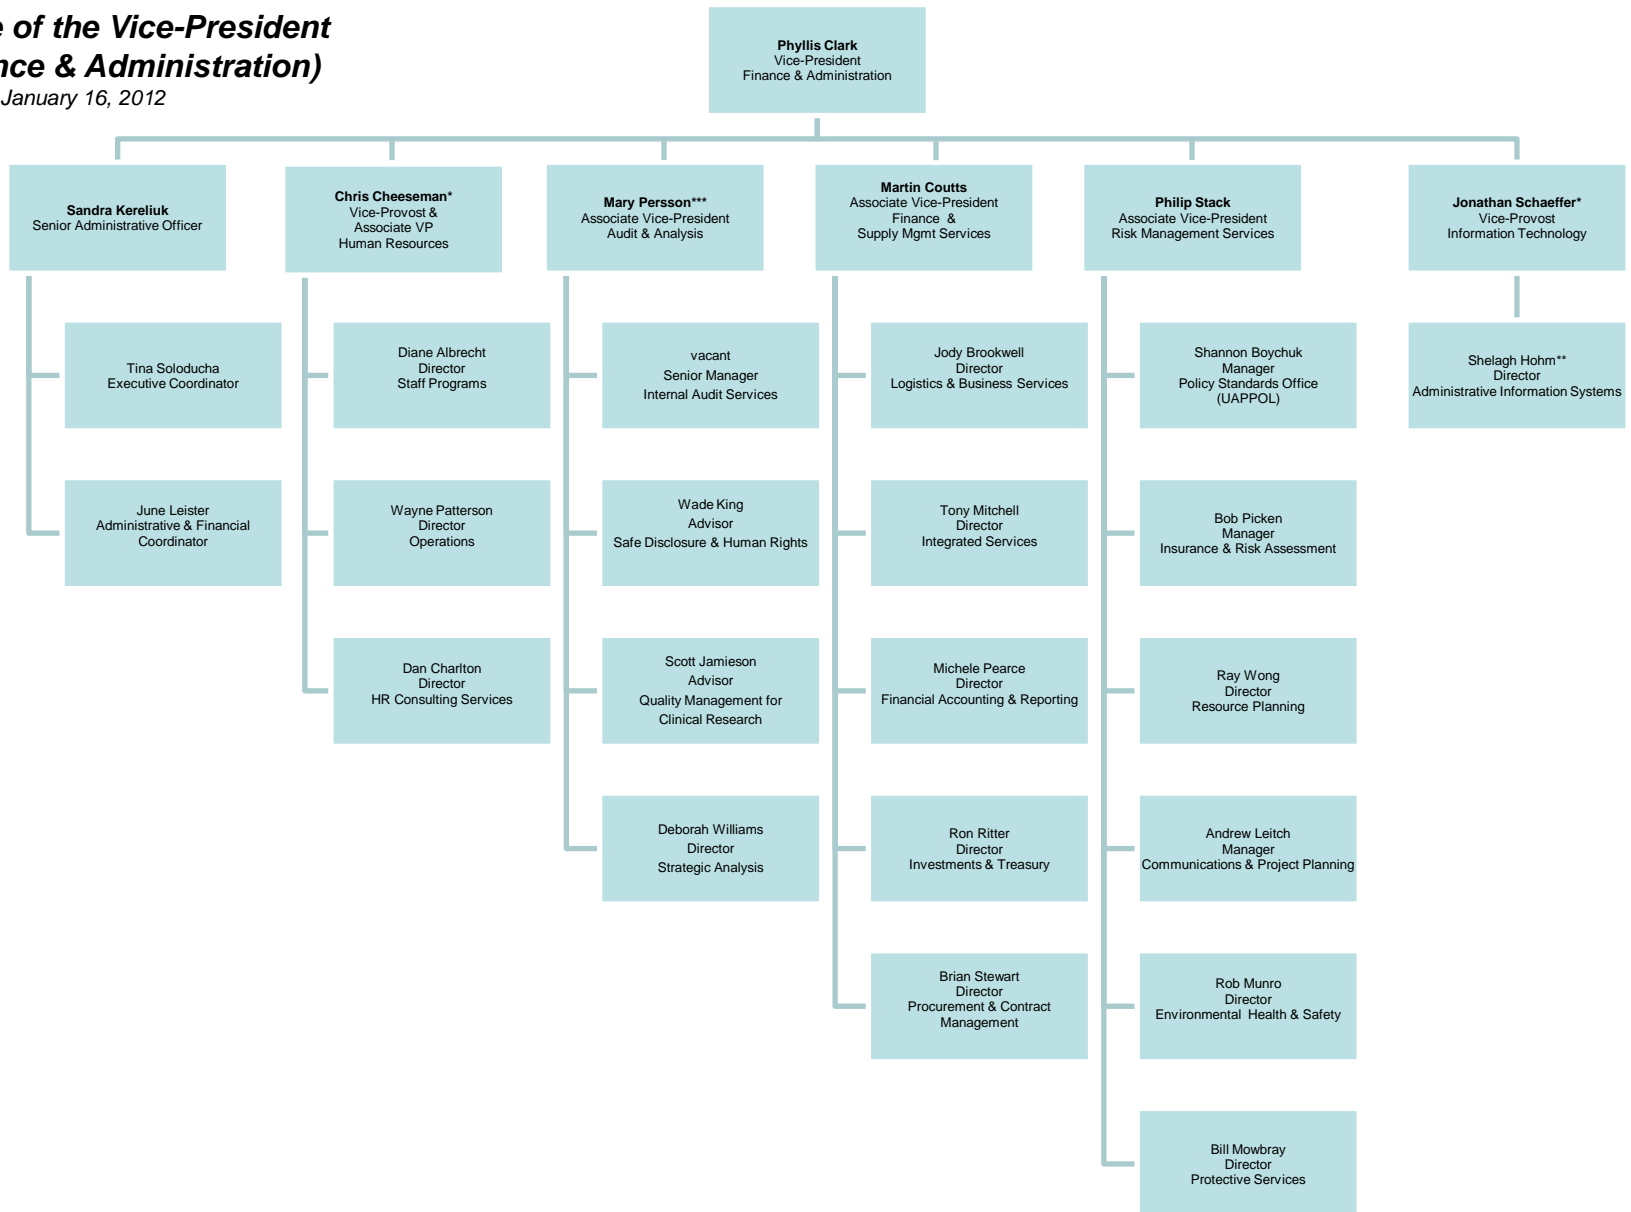 e of the Vice-President
nce & Administration)
January 16, 2012
Phyllis Clark
Vice-President
Finance & Administration
Sandra Kereliuk
Senior Administrative Officer
Chris Cheeseman*
Vice-Provost &
Associate VP
Human Resources
Mary Persson***
Associate Vice-President
Audit & Analysis
Martin Coutts
Associate Vice-President
Finance &
Supply Mgmt Services
Philip Stack
Associate Vice-President
Risk Management Services
Jonathan Schaeffer*
Vice-Provost
Information Technology
Tina Soloducha
Executive Coordinator
Diane Albrecht
Director
Staff Programs
vacant
Senior Manager
Internal Audit Services
Jody Brookwell
Director
Logistics & Business Services
Shannon Boychuk
Manager
Policy Standards Office
(UAPPOL)
Shelagh Hohm**
Director
Administrative Information Systems
June Leister
Administrative & Financial
Coordinator
Wayne Patterson
Director
Operations
Wade King
Advisor
Safe Disclosure & Human Rights
Tony Mitchell
Director
Integrated Services
Bob Picken
Manager
Insurance & Risk Assessment
Dan Charlton
Director
HR Consulting Services
Scott Jamieson
Advisor
Quality Management for
Clinical Research
Michele Pearce
Director
Financial Accounting & Reporting
Ray Wong
Director
Resource Planning
Deborah Williams
Director
Strategic Analysis
Ron Ritter
Director
Investments & Treasury
Andrew Leitch
Manager
Communications & Project Planning
Brian Stewart
Director
Procurement & Contract
Management
Rob Munro
Director
Environmental Health & Safety
Bill Mowbray
Director
Protective Services